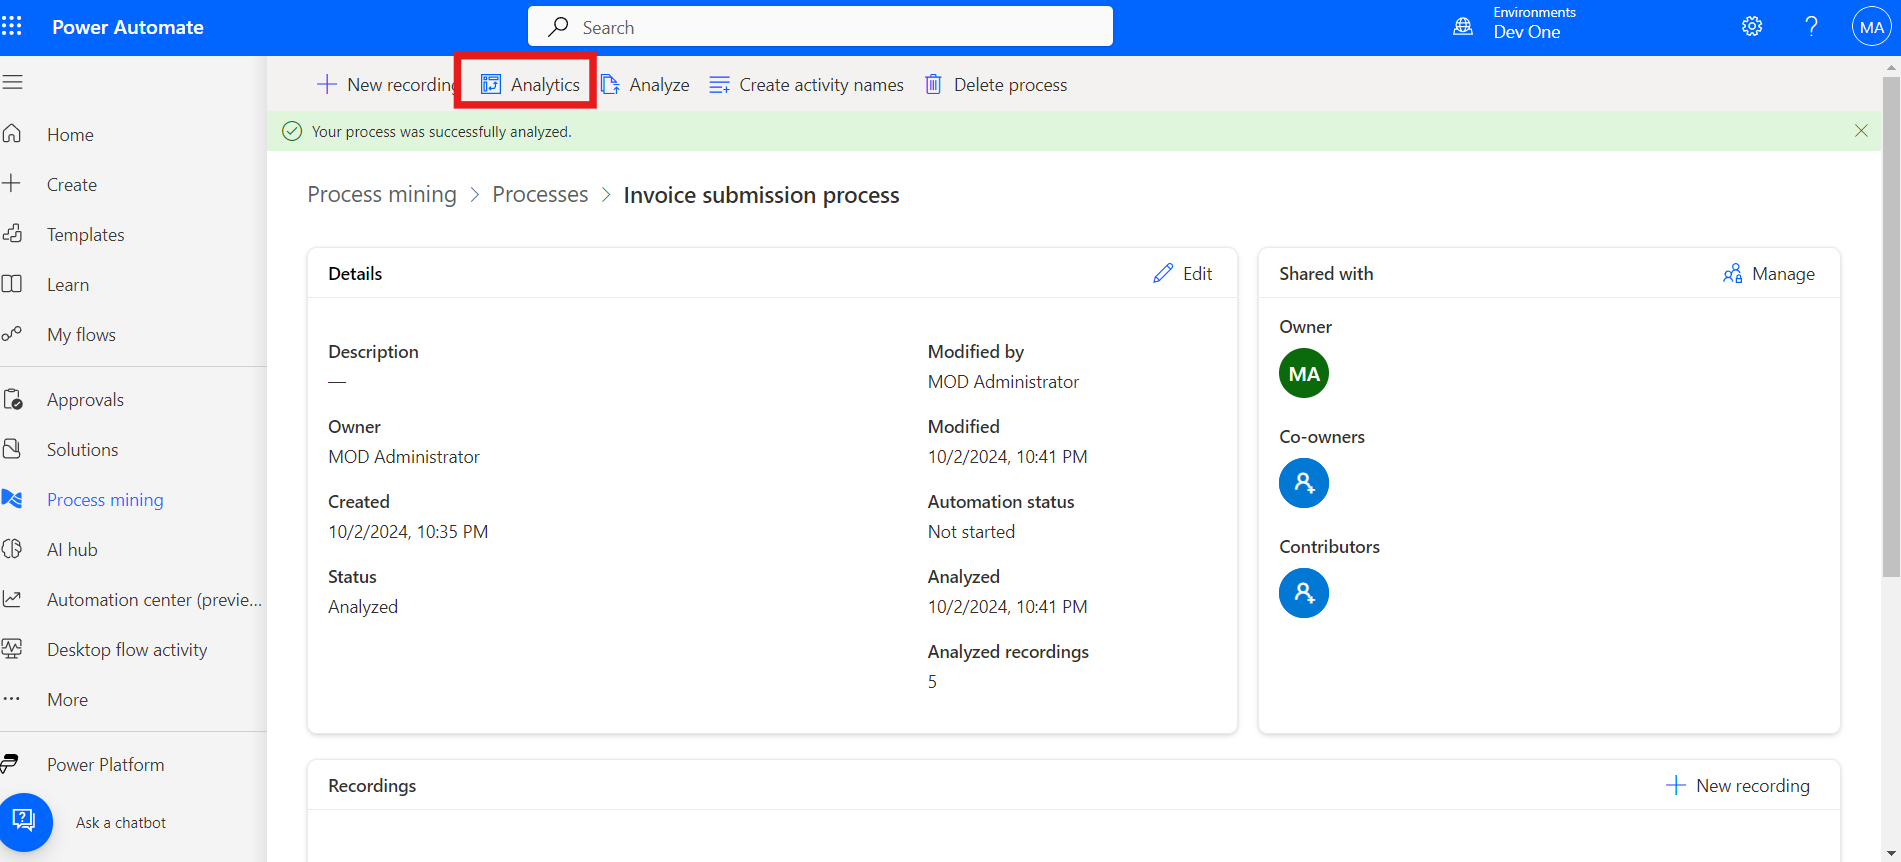 Power Automate
Search
Environments
Dev One
?
MA
New recording
Analytics
Analyze
Create activity names
Delete process
Your process was successfully analyzed.
Home
Create
Templates
Learn
My flows
Approvals
Solutions
Process mining
AI hub
Automation center (previe...
Desktop flow activity
More
Power Platform
Ask a chatbot
Process mining > Processes > Invoice submission process
Details
Edit
Description
—
Owner
MOD Administrator
Created
10/2/2024, 10:35 PM
Status
Analyzed
Modified by
MOD Administrator
Modified
10/2/2024, 10:41 PM
Automation status
Not started
Analyzed
10/2/2024, 10:41 PM
Analyzed recordings
5
Shared with
Manage
Owner
MA
Co-owners
Contributors
Recordings
New recording